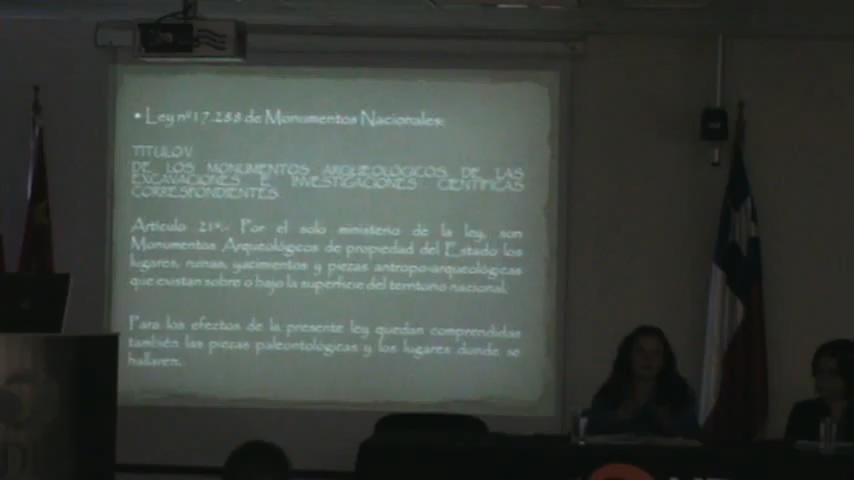 • Ley nº17.288 de Monumentos Nacionales:
TITULO V
DE LOS MONUMENTOS ARQUEOLÓGICOS, DE LAS
EXCAVACIONES E INVESTIGACIONES CIENTIFICAS
CORRESPONDIENTES
Artículo 21º.- Por el solo ministerio de la ley, son
Monumentos Arqueológicos de propiedad del Estado los
lugares, ruinas, yacimientos y piezas antropo-arqueológicas
que existan sobre o bajo la superficie del territorio nacional.
Para los efectos de la presente ley quedan comprendidas
también las piezas paleontológicas y los lugares donde se
hallaren.